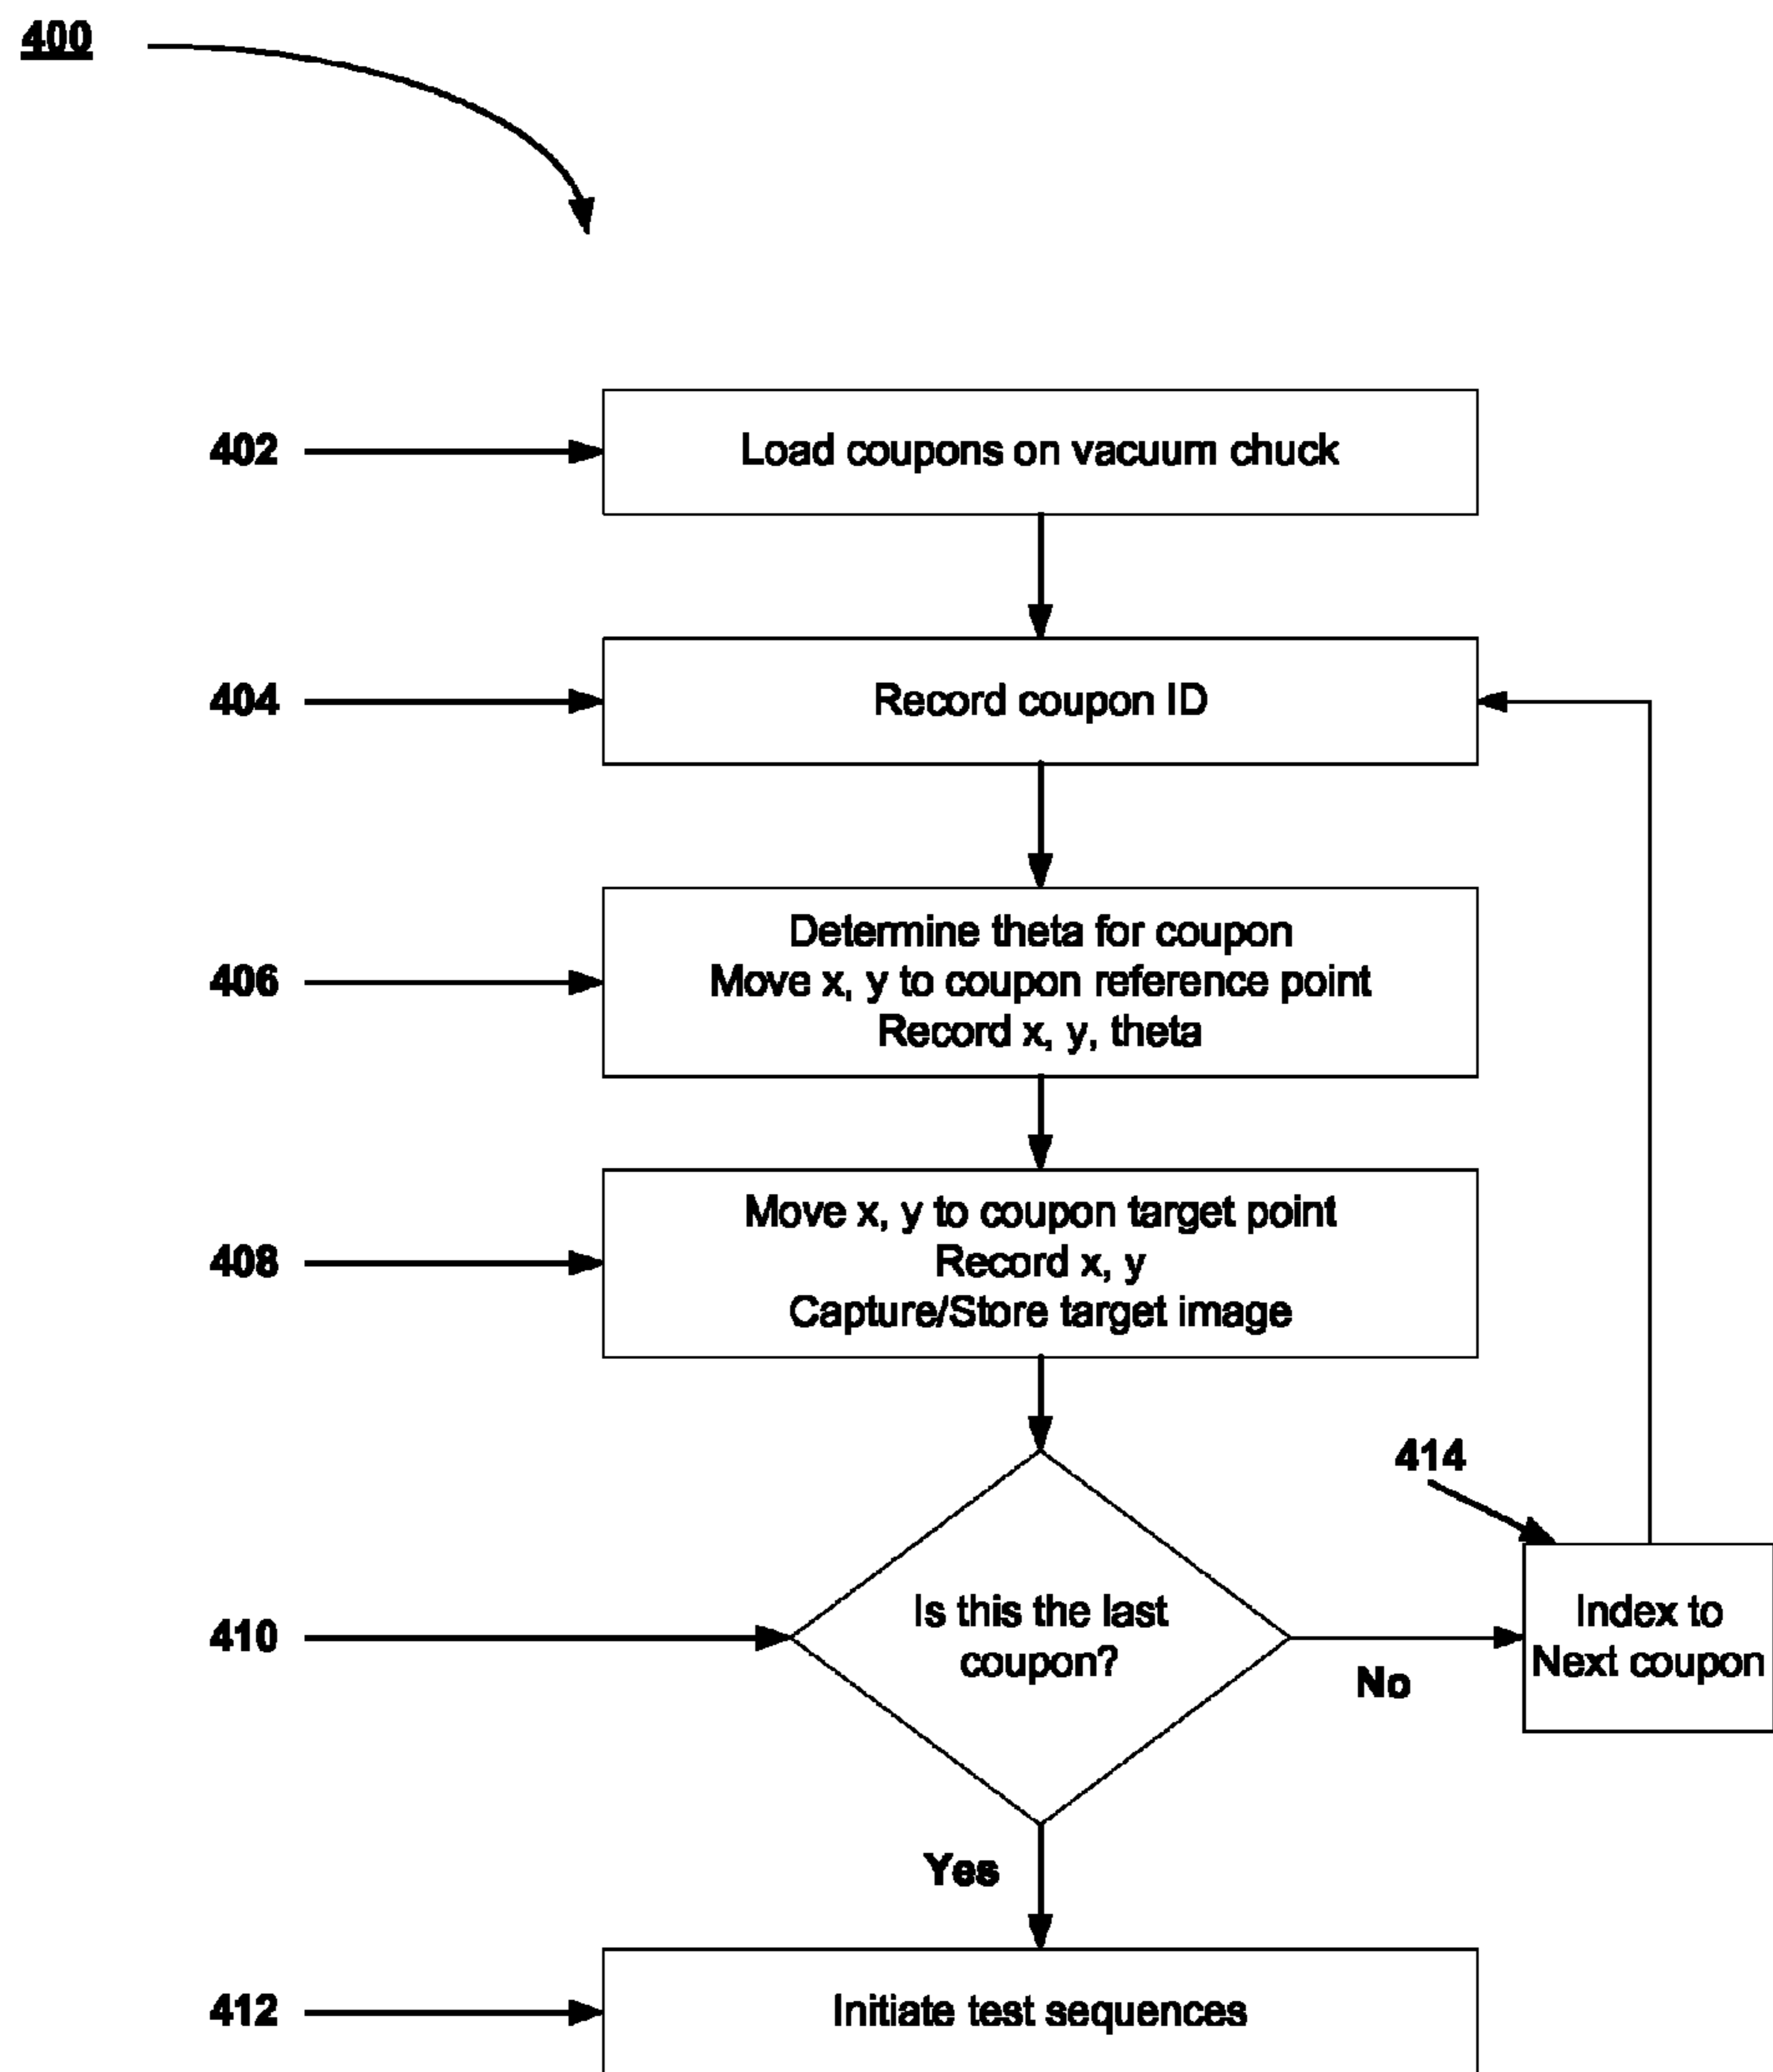 400
402
Load coupons on vacuum chuck
404
Record coupon ID
406
Determine theta for coupon
Move x, y to coupon reference point
Record x, y, theta
408
Move x, y to coupon target point
Record x, y
Capture/Store target image
414
410
Is this the last
coupon?
No
Index to
Next coupon
Yes
412
Initiate test sequences